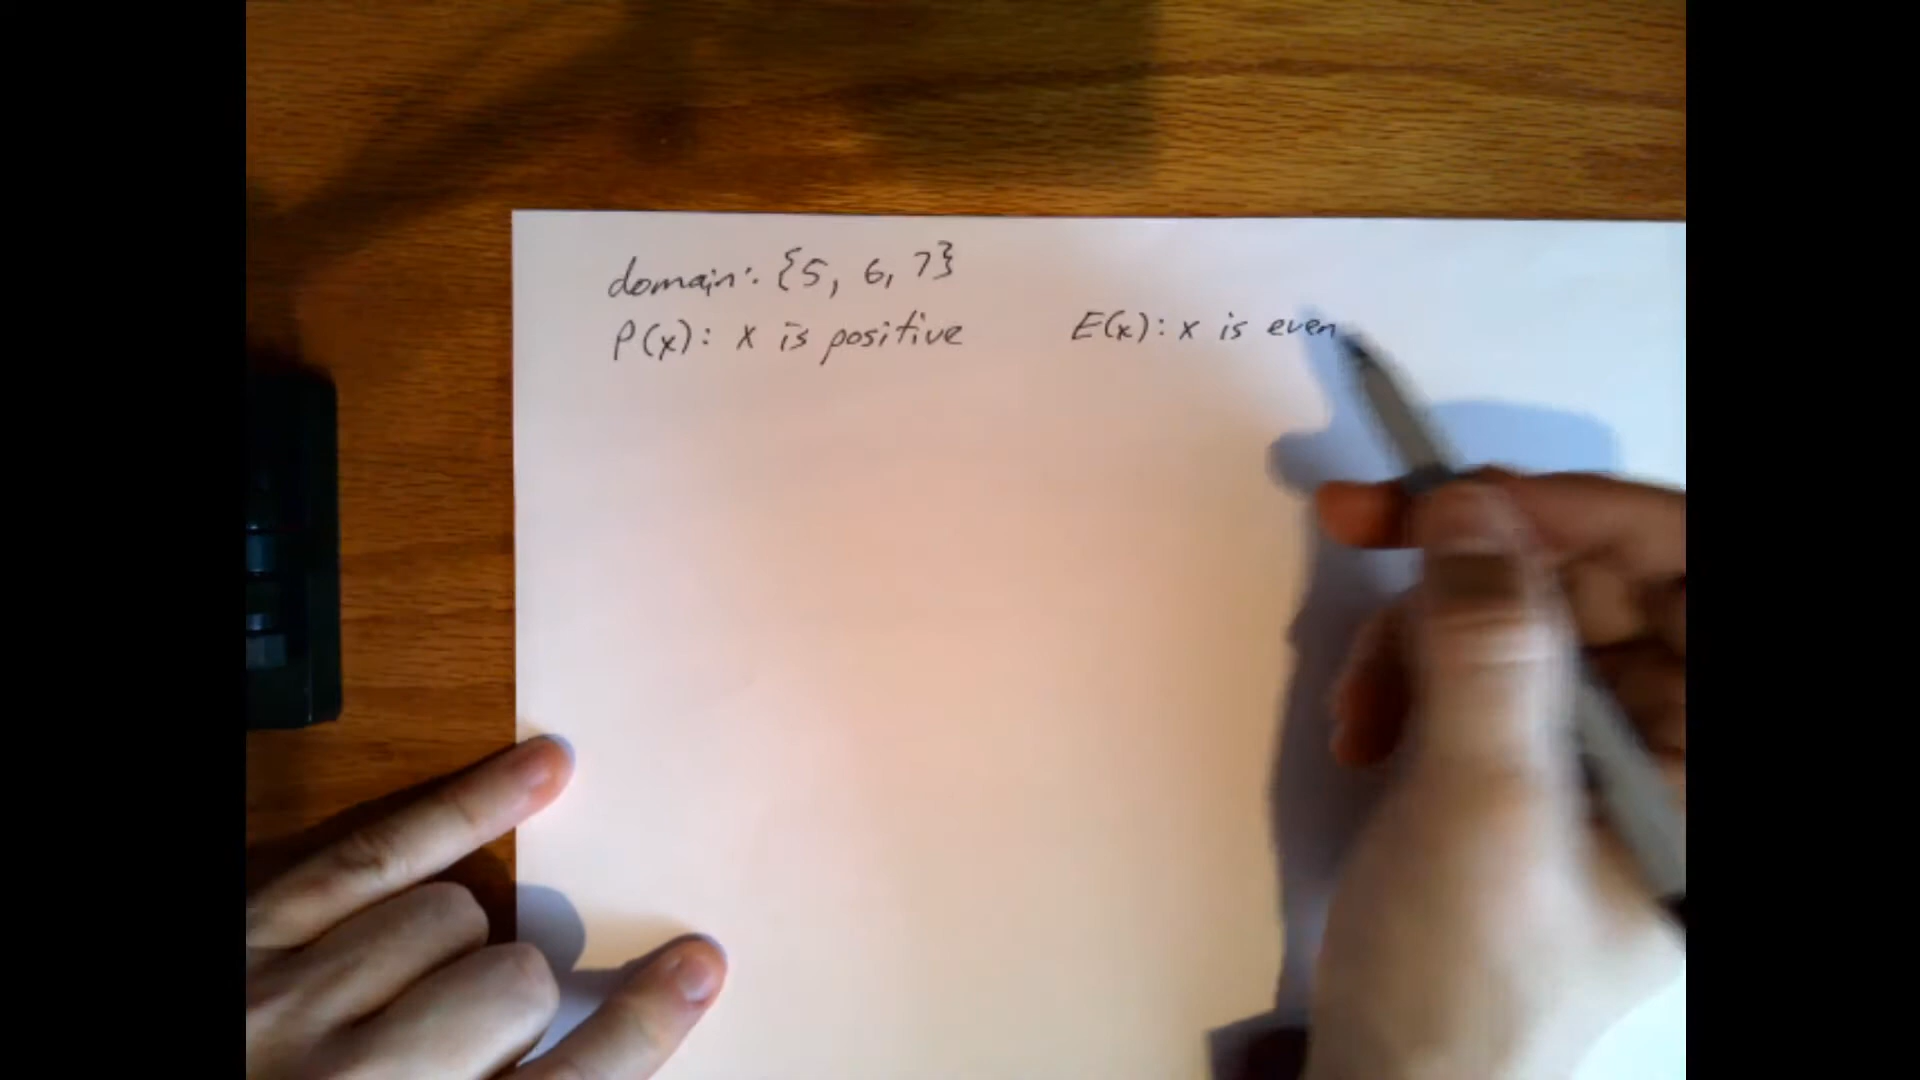 domain: {5, 6, 7}
P(x): x is positive E(x): x is even